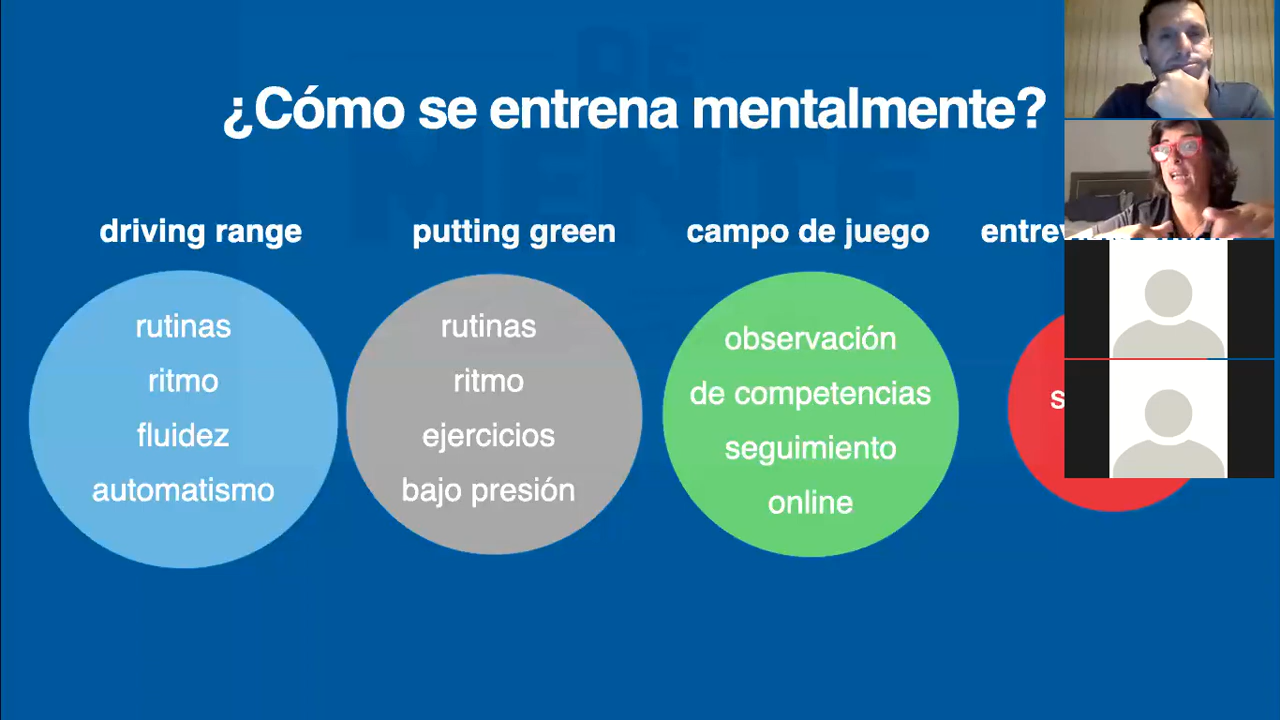 ¿Cómo se entrena mentalmente?
driving range
rutinas
ritmo
fluidez
automatismo
putting green
rutinas
ritmo
ejercicios
bajo presión
campo de juego
observación
de competencias
seguimiento
online